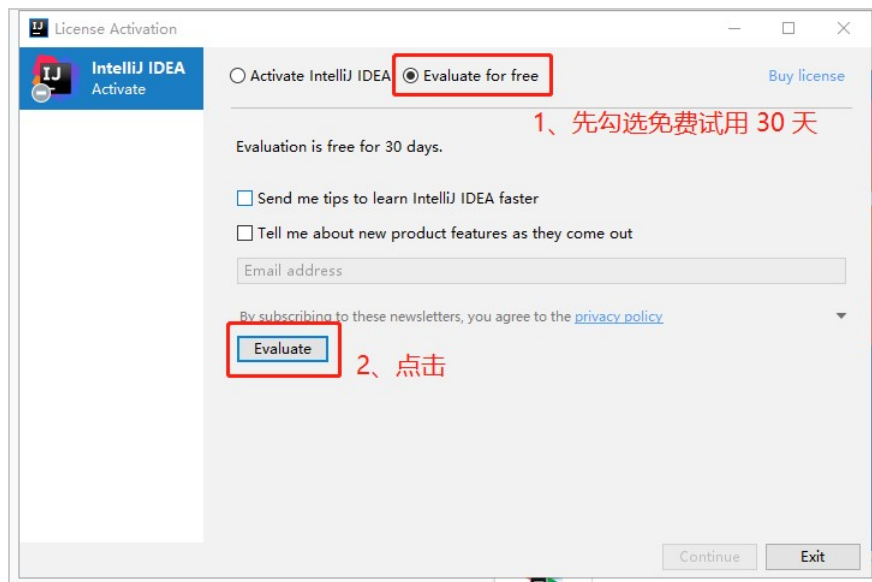 License Activation
IntelliJ IDEA
Activate
Activate IntelliJ IDEA Evaluate for free Buy license
1、先勾选免费试用 30 天
Evaluation is free for 30 days.
Send me tips to learn IntelliJ IDEA faster
Tell me about new product features as they come out
Email address
By subscribing to these newsletters, you agree to the privacy policy
Evaluate
2、点击
Continue Exit